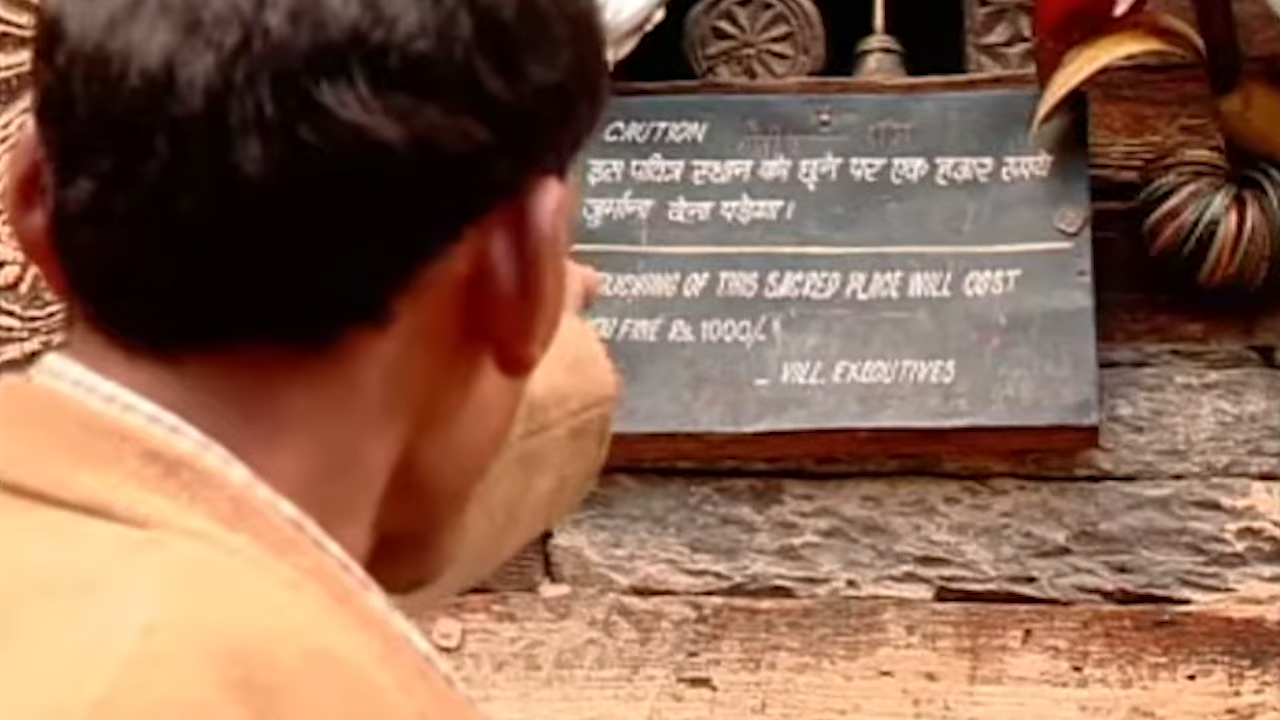 CAUTION
इस पवित्र स्थान को छूने पर एक हजार रूपये
जुर्माना देना पड़ेगा।
OF THIS SACRED PLACE WILL COST
FINE Rs. 1000/-
_ VILL. EXECUTIVES